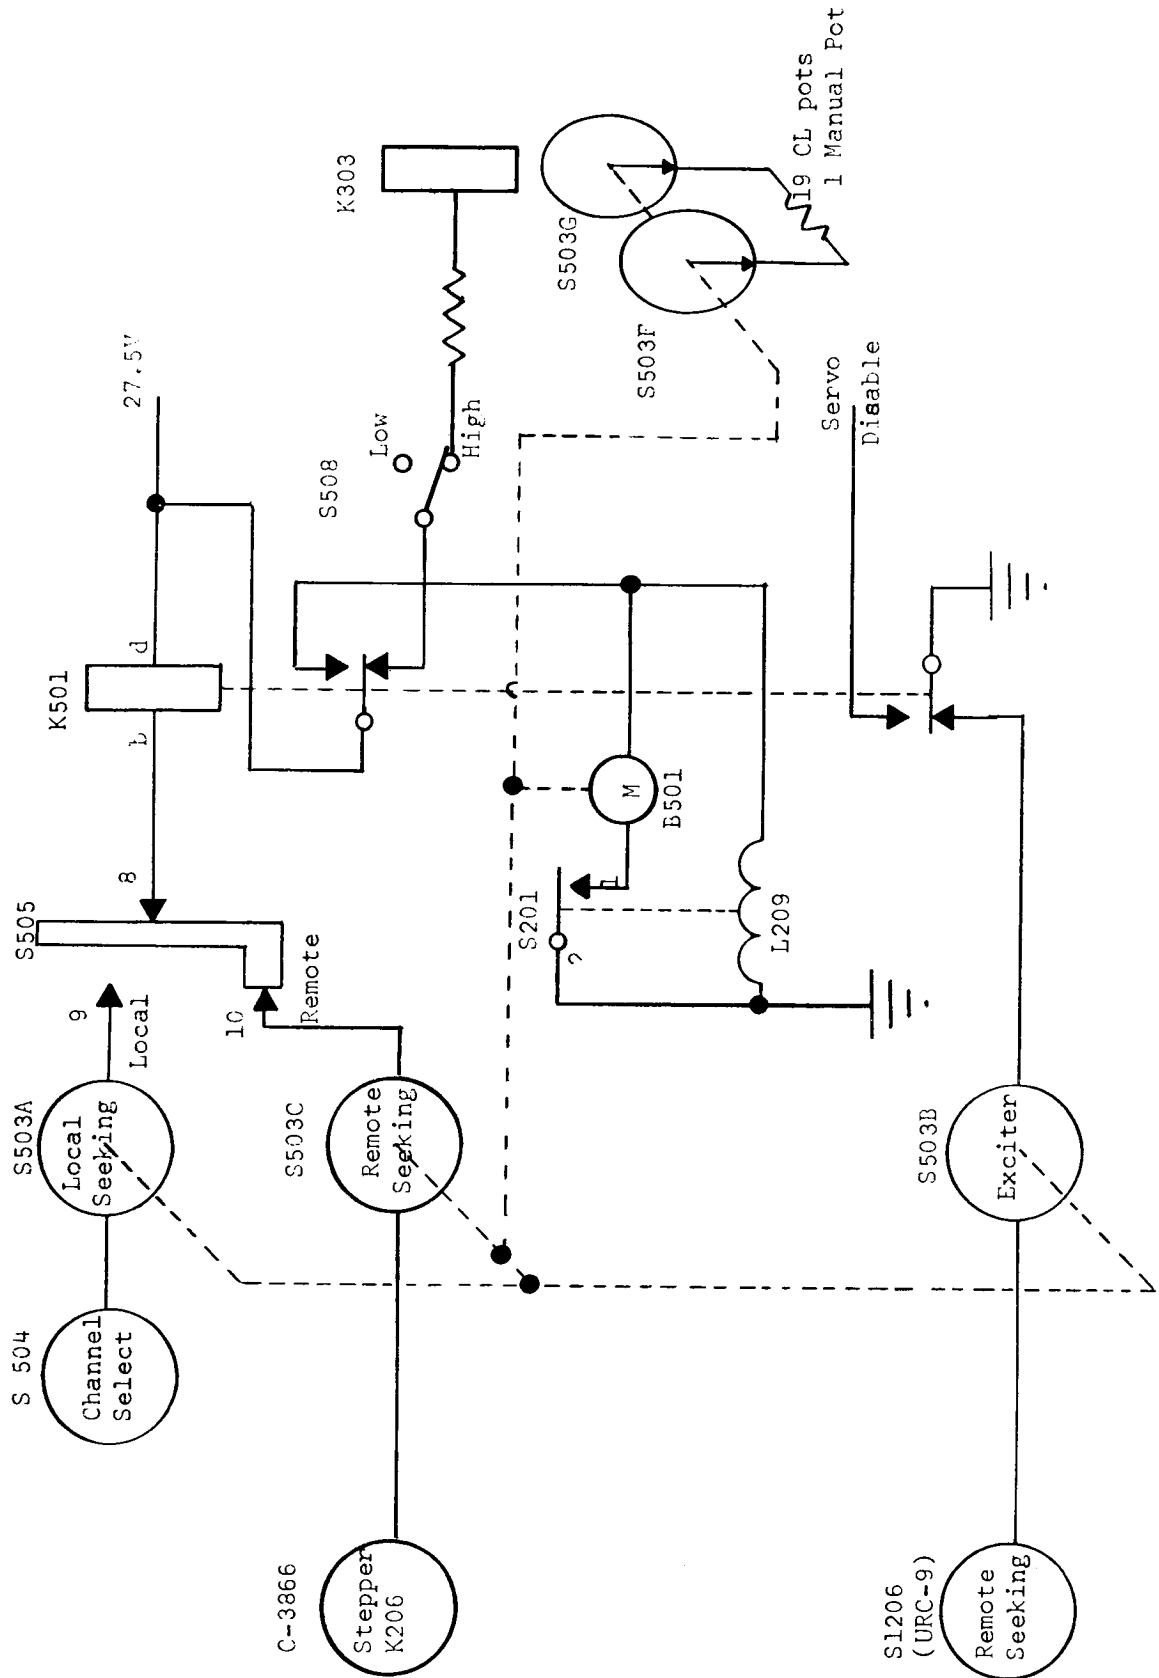 S 504
Channel
Select
S503A
Local
Seeking
9
Local
S505
8
b
K501
d
27.5V
C-3866
Stepper
K206
S503C
Remote
Seeking
10
Remote
S508
Low
High
K303
S201
2
1
M
B501
L209
S503G
S503F
19 CL pots
1 Manual Pot
Servo
Disable
S1206
(URC-9)
Remote
Seeking
S503B
Exciter